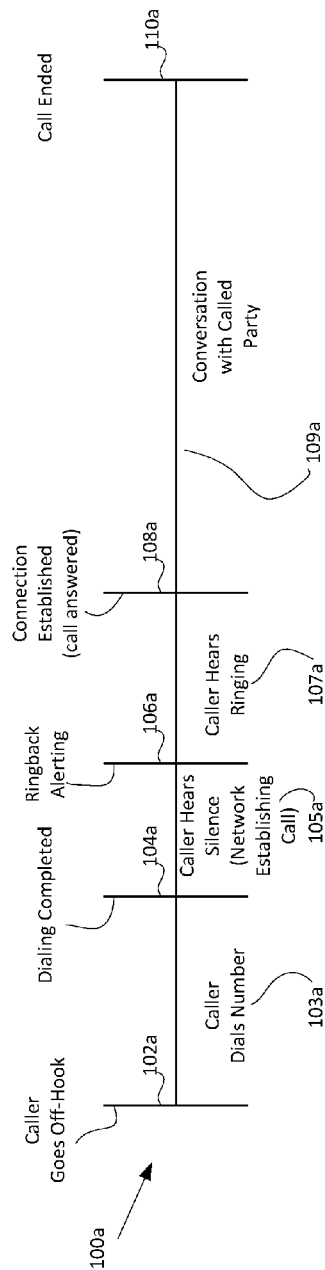 Caller
Goes Off-Hook
Dialing Completed
Ringback
Alerting
Connection
Established
(call answered)
Call Ended
100a
102a
104a
106a
108a
110a
Caller
Dials Number
Caller Hears
Silence
(Network
Establishing
Call)
Caller Hears
Ringing
Conversation
with Called
Party
103a
105a
107a
109a